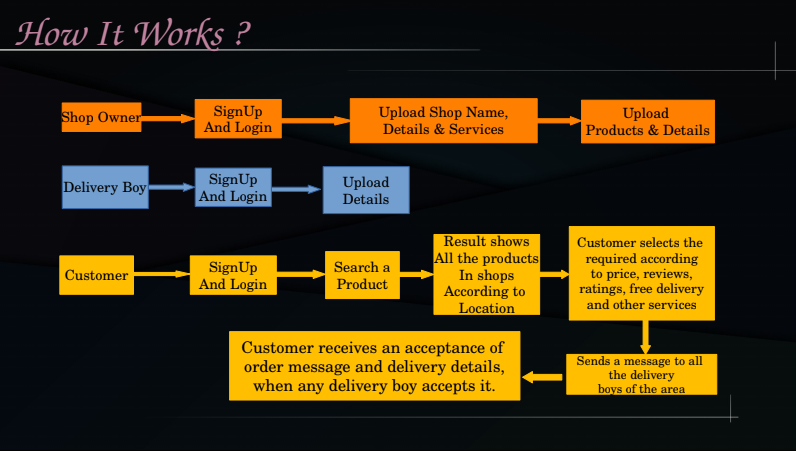 How It Works ?
Shop Owner
SignUp
And Login
Upload Shop Name,
Details & Services
Upload
Products & Details
Delivery Boy
SignUp
And Login
Upload
Details
Customer
SignUp
And Login
Search a
Product
Result shows
All the products
In shops
According to
Location
Customer selects the
required according
to price, reviews,
ratings, free delivery
and other services
Sends a message to all
the delivery
boys of the area
Customer receives an acceptance of
order message and delivery details,
when any delivery boy accepts it.